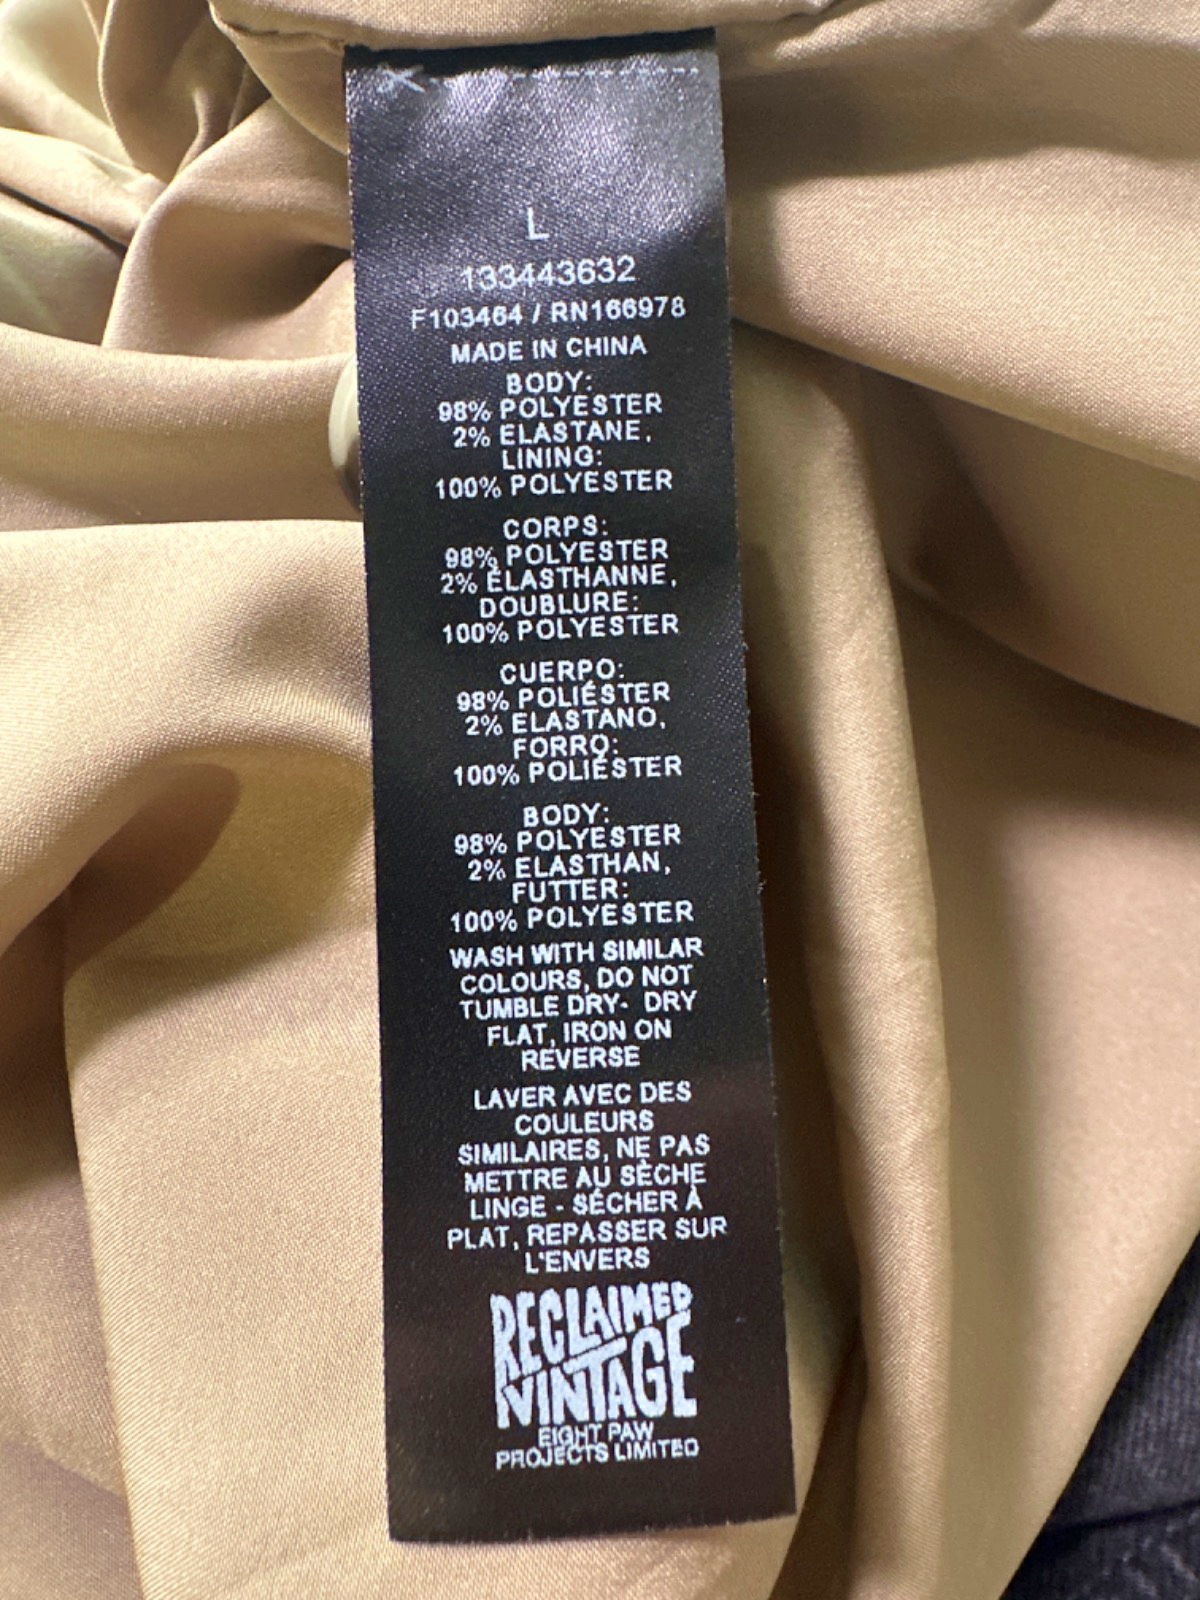 L
133443632
F103464 / RN166978
MADE IN CHINA
BODY:
98% POLYESTER
2% ELASTANE,
LINING:
100% POLYESTER
CORPS:
98% POLYESTER
2% ÉLASTHANNE,
DOUBLURE:
100% POLYESTER
CUERPO:
98% POLIÉSTER
2% ELASTANO,
FORRO:
100% POLIÉSTER
BODY:
98% POLYESTER
2% ELASTHAN,
FUTTER:
100% POLYESTER
WASH WITH SIMILAR
COLOURS, DO NOT
TUMBLE DRY- DRY
FLAT, IRON ON
REVERSE
LAVER AVEC DES
COULEURS
SIMILAIRES, NE PAS
METTRE AU SÈCHE
LINGE - SÉCHER À
PLAT, REPASSER SUR
L'ENVERS
RECLAIMED
VINTAGE
EIGHT PAW
PROJECTS LIMITED